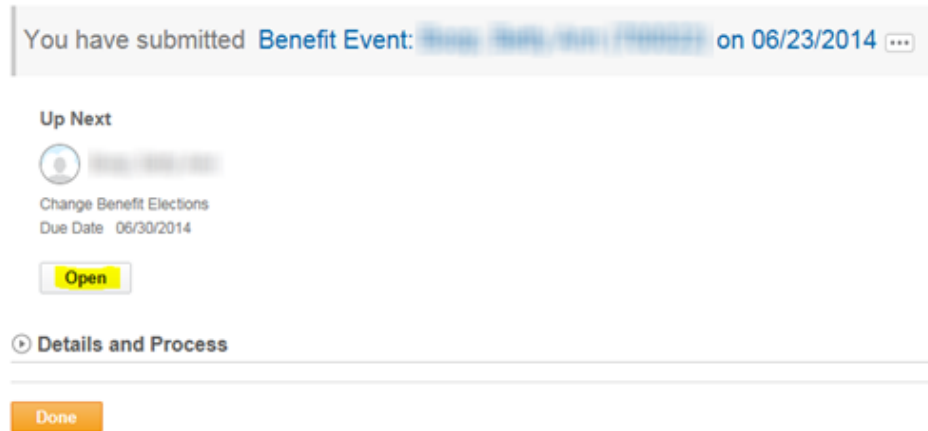 You have submitted Benefit Event: on 06/23/2014
Up Next
Change Benefit Elections
Due Date 06/30/2014
Open
Details and Process
Done